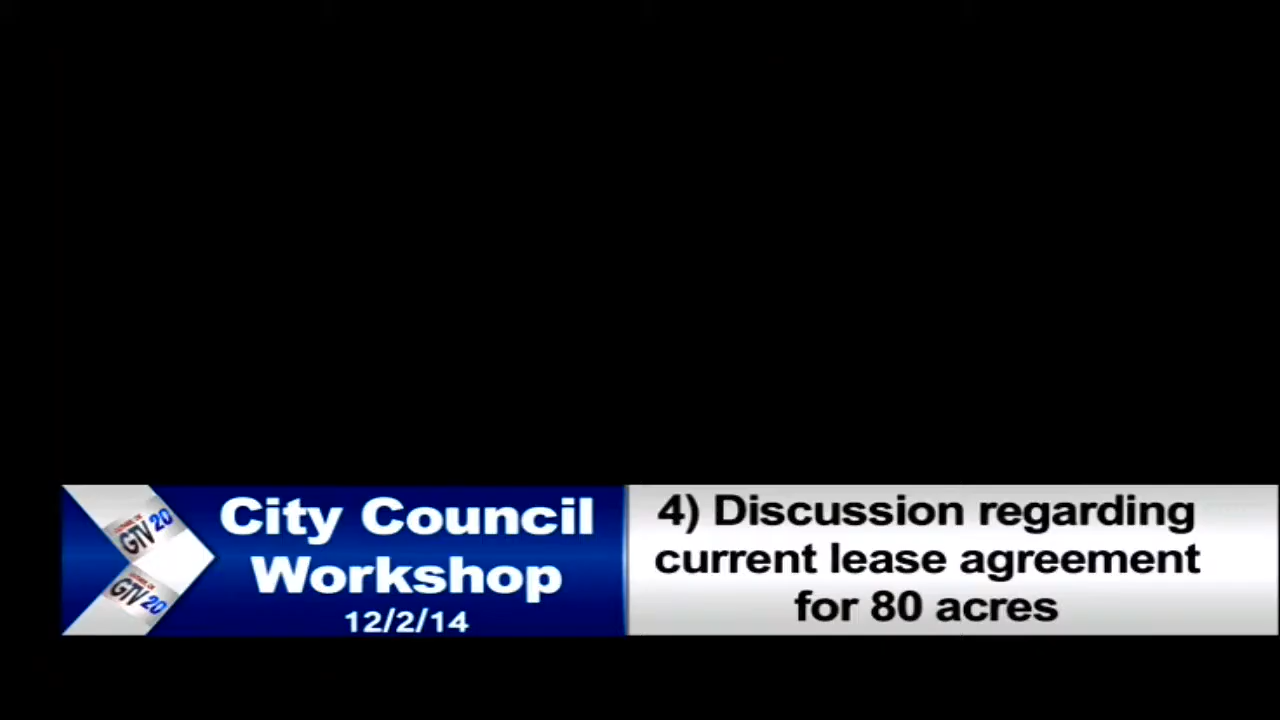 GTV 20
GTV 20
City Council
Workshop
12/2/14
4) Discussion regarding
current lease agreement
for 80 acres